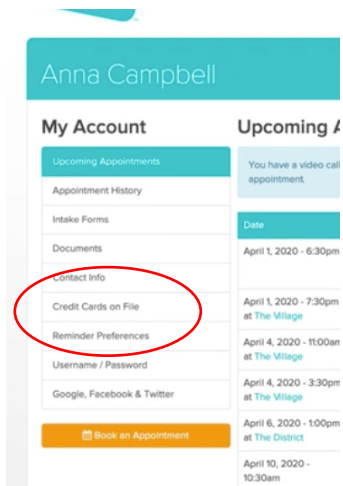 Anna Campbell
My Account
Upcoming Appointments
Appointment History
Intake Forms
Documents
Contact Info
Credit Cards on File
Reminder Preferences
Username / Password
Google, Facebook & Twitter
Book an Appointment
Upcoming A
You have a video call
appointment.
Date
April 1, 2020 - 6:30pm
April 1, 2020 - 7:30pm
at The Village
April 4, 2020 - 11:00am
at The Village
April 4, 2020 - 3:30pm
at The Village
April 6, 2020 - 1:00pm
at The District
April 10, 2020 -
10:30am